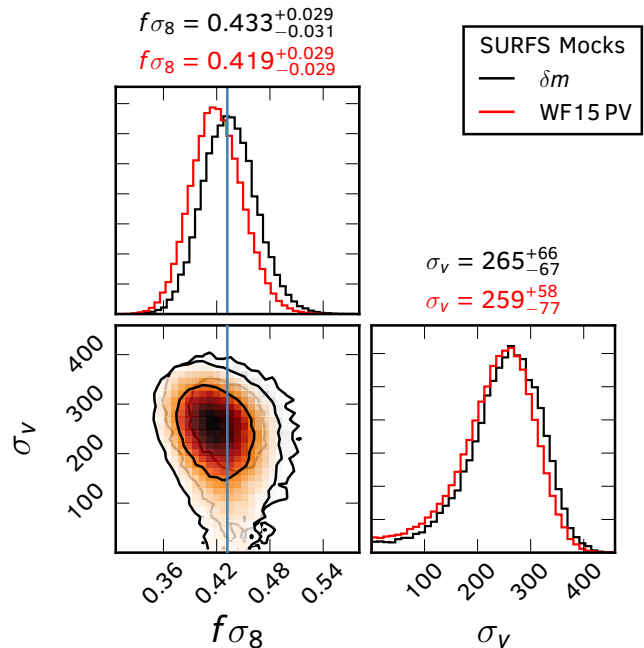 fσ₈ = 0.433⁺⁰·⁰²⁹₋₀.₀₃₁
fσ₈ = 0.419⁺⁰·⁰²⁹₋₀.₀₂₉
SURFS Mocks
δm
WF15 PV
σᵥ = 265⁺⁶⁶₋₆₇
σᵥ = 259⁺⁵⁸₋₇₇
400
300
200
100
σᵥ
0.36
0.42
0.48
0.54
fσ₈
100
200
300
400
σᵥ